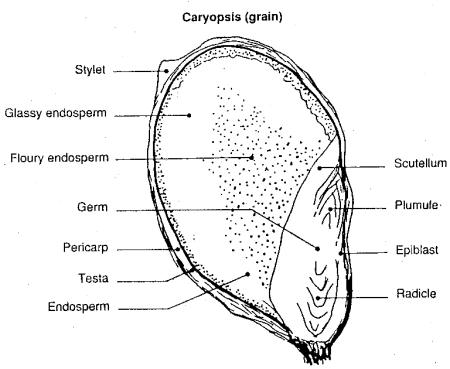 Caryopsis (grain)
Stylet
Glassy endosperm
Floury endosperm
Germ
Pericarp
Testa
Endosperm
Scutellum
Plumule
Epiblast
Radicle